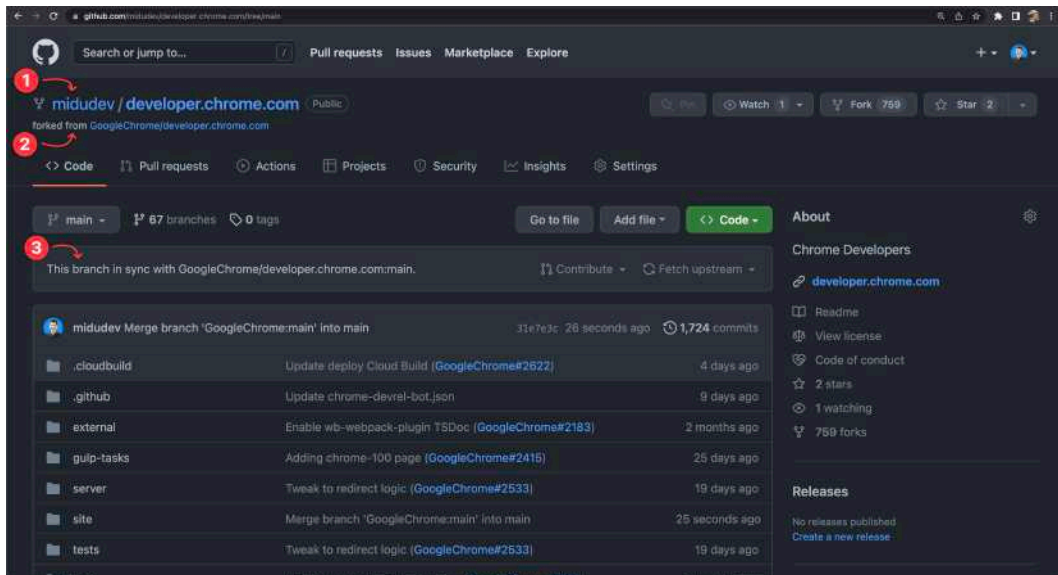 github.com/midudev/developer.chrome.com/tree/main
Search or jump to... / Pull requests Issues Marketplace Explore
1
midudev / developer.chrome.com Public
Watch 1 Fork 759 Star 2
forked from GoogleChrome/developer.chrome.com
2
Code Pull requests Actions Projects Security Insights Settings
main 67 branches 0 tags Go to file Add file Code
About
3
Chrome Developers
This branch in sync with GoogleChrome/developer.chrome.com:main. Contribute Fetch upstream
developer.chrome.com
Readme
midudev Merge branch 'GoogleChrome:main' into main 31e7e3c 26 seconds ago 1,724 commits
View license
.cloudbuild Update deploy Cloud Build (GoogleChrome#2622) 4 days ago
Code of conduct
2 stars
.github Update chrome-devrel-bot.json 9 days ago
1 watching
external Enable wb-webpack-plugin TSDoc (GoogleChrome#2183) 2 months ago
759 forks
gulp-tasks Adding chrome-100 page (GoogleChrome#2415) 25 days ago
server Tweak to redirect logic (GoogleChrome#2533) 19 days ago
Releases
site Merge branch 'GoogleChrome:main' into main 25 seconds ago
No releases published
Create a new release
tests Tweak to redirect logic (GoogleChrome#2533) 19 days ago